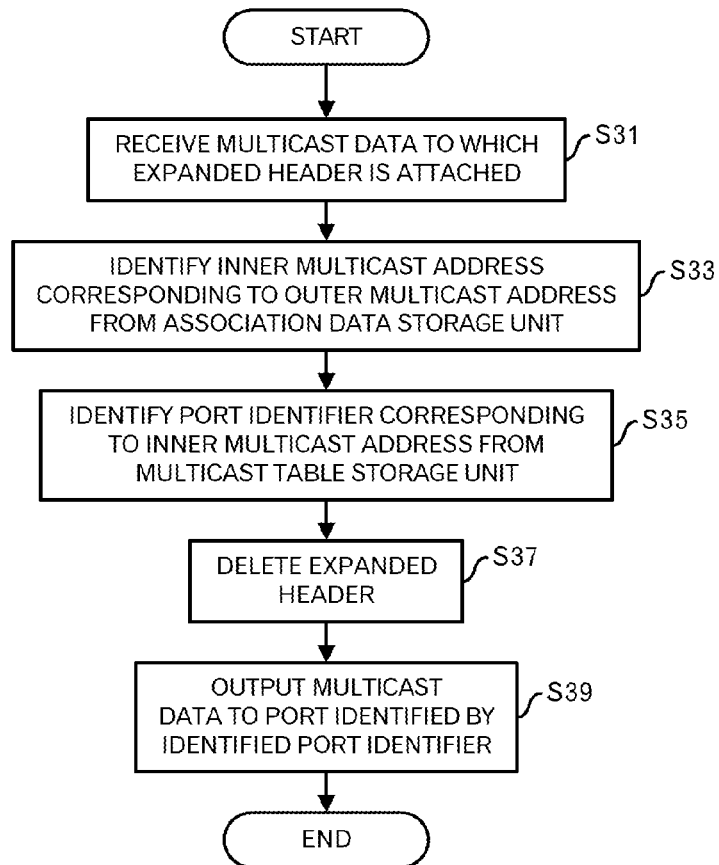 START
RECEIVE MULTICAST DATA TO WHICH
EXPANDED HEADER IS ATTACHED
S31
IDENTIFY INNER MULTICAST ADDRESS
CORRESPONDING TO OUTER MULTICAST ADDRESS
FROM ASSOCIATION DATA STORAGE UNIT
S33
IDENTIFY PORT IDENTIFIER CORRESPONDING
TO INNER MULTICAST ADDRESS FROM
MULTICAST TABLE STORAGE UNIT
S35
DELETE EXPANDED
HEADER
S37
OUTPUT MULTICAST
DATA TO PORT IDENTIFIED BY
IDENTIFIED PORT IDENTIFIER
S39
END